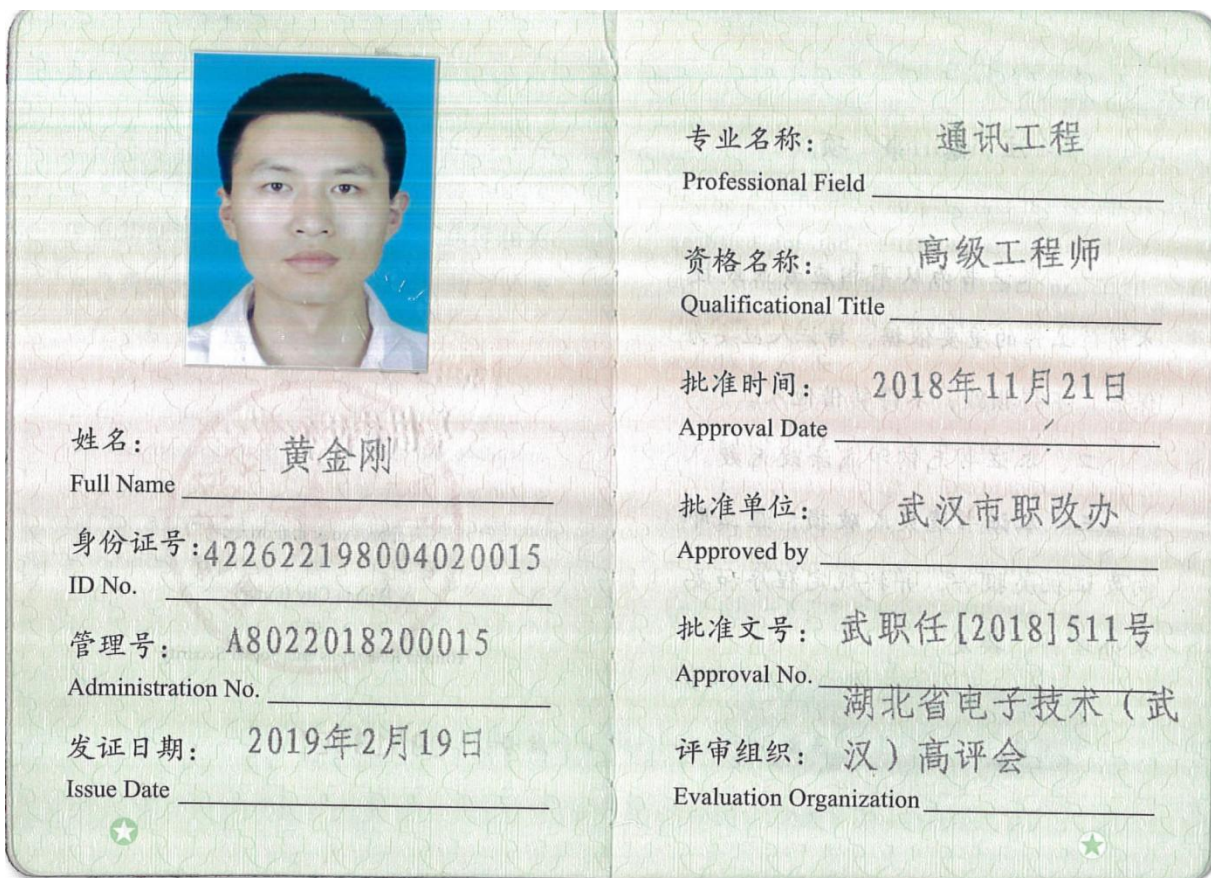 姓名：
黄金刚
Full Name
身份证号：422622198004020015
ID No.
管理号： A8022018200015
Administration No.
发证日期： 2019年2月19日
Issue Date
专业名称： 通讯工程
Professional Field
资格名称： 高级工程师
Qualificational Title
批准时间： 2018年11月21日
Approval Date
批准单位： 武汉市职改办
Approved by
批准文号： 武职任[2018]511号
Approval No.
湖北省电子技术（武
评审组织： 汉）高评会
Evaluation Organization